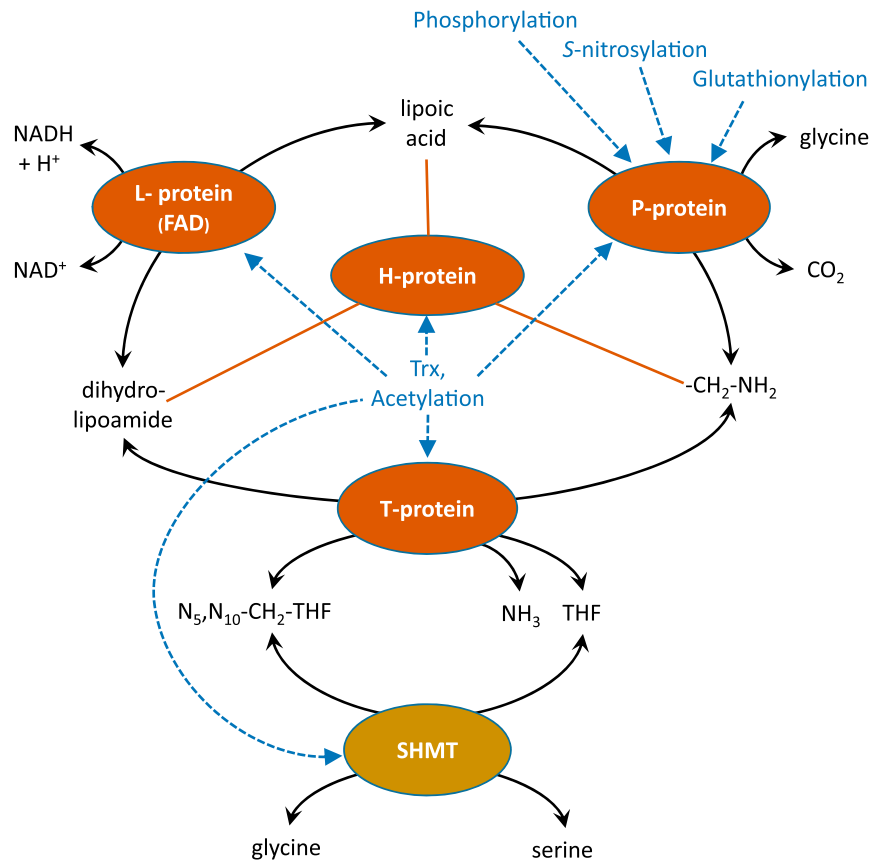 Phosphorylation
S-nitrosylation
Glutathionylation
lipoic
acid
NADH
+ H⁺
glycine
L- protein
(FAD)
P-protein
NAD⁺
H-protein
CO₂
Trx,
Acetylation
dihydro-
lipoamide
-CH₂-NH₂
T-protein
N₅,N₁₀-CH₂-THF
NH₃
THF
SHMT
glycine
serine